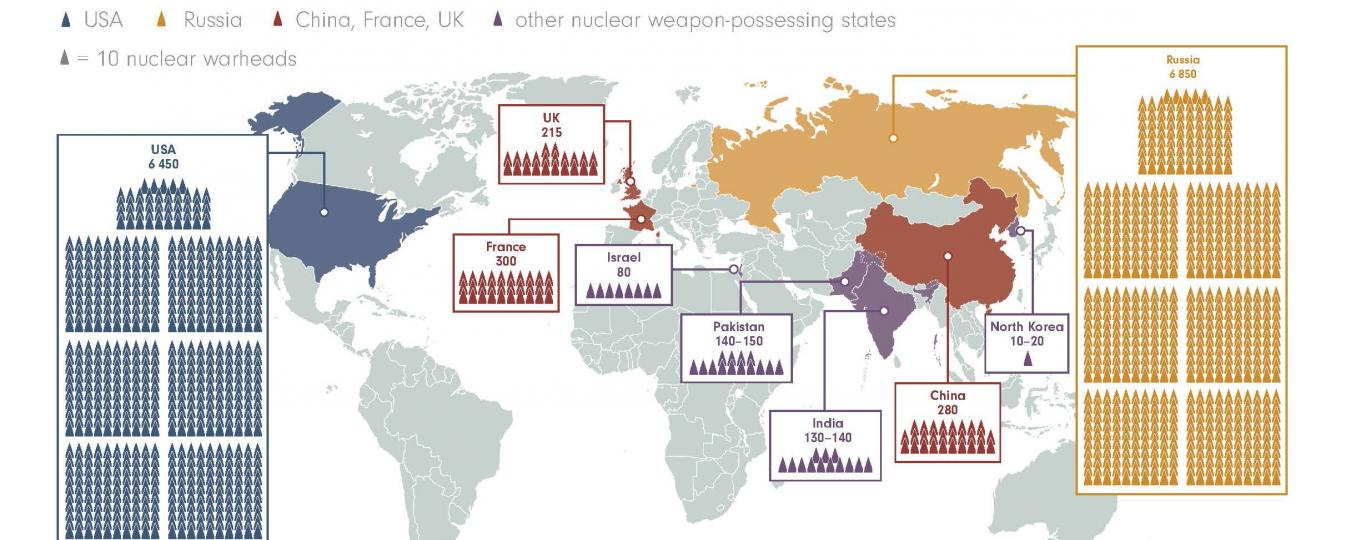 USA Russia China, France, UK other nuclear weapon-possessing states
= 10 nuclear warheads
USA
6 450
UK
215
France
300
Israel
80
Pakistan
140–150
India
130–140
China
280
North Korea
10–20
Russia
6 850